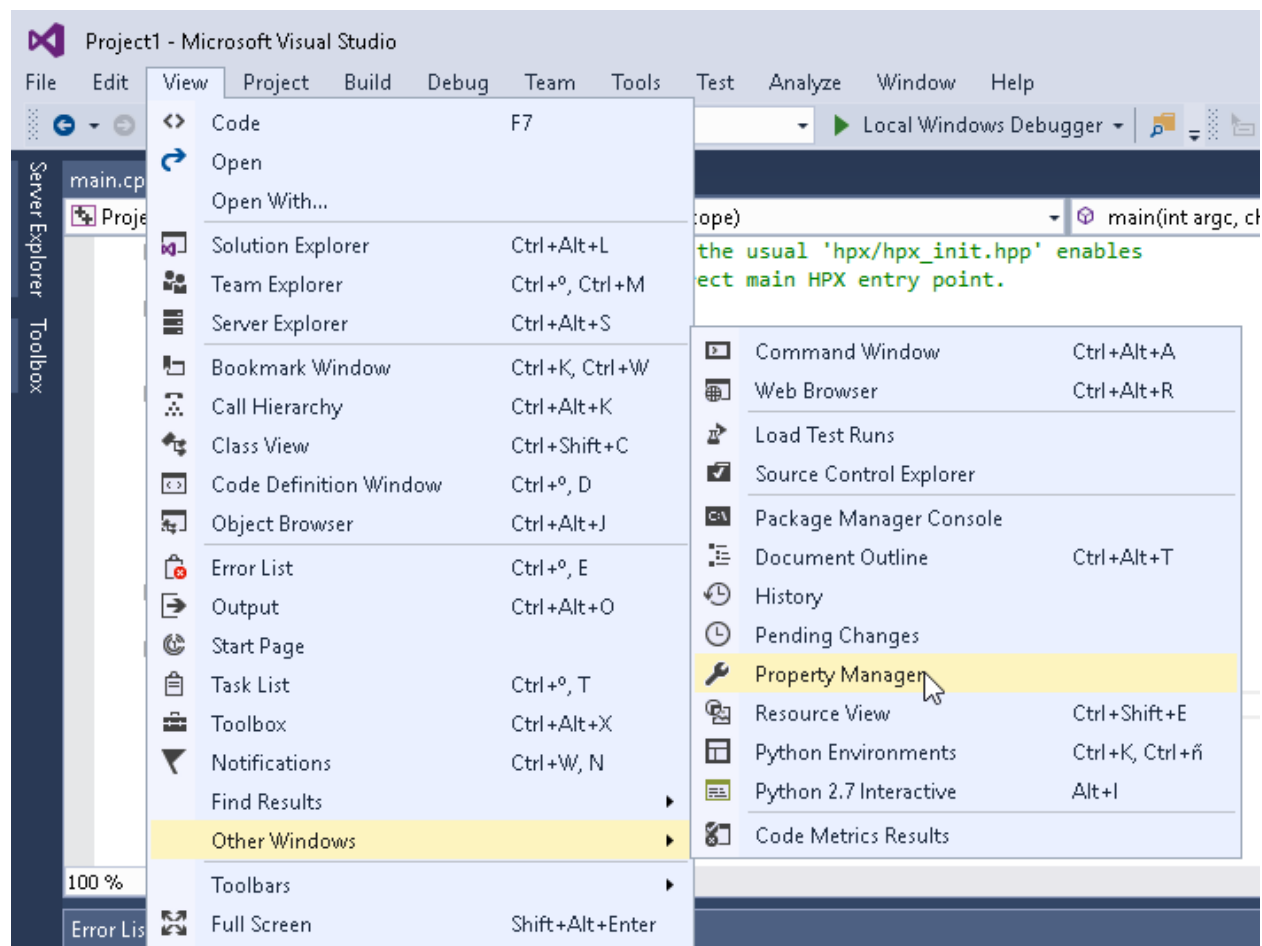 Project1 - Microsoft Visual Studio
File Edit View Project Build Debug Team Tools Test Analyze Window Help
Local Windows Debugger
Server Explorer
Toolbox
main.cp
Proje
cope)
main(int argc, ch
the usual 'hpx/hpx_init.hpp' enables
ect main HPX entry point.
Code F7
Open
Open With...
Solution Explorer Ctrl+Alt+L
Team Explorer Ctrl+º, Ctrl+M
Server Explorer Ctrl+Alt+S
Bookmark Window Ctrl+K, Ctrl+W
Call Hierarchy Ctrl+Alt+K
Class View Ctrl+Shift+C
Code Definition Window Ctrl+º, D
Object Browser Ctrl+Alt+J
Error List Ctrl+º, E
Output Ctrl+Alt+O
Start Page
Task List Ctrl+º, T
Toolbox Ctrl+Alt+X
Notifications Ctrl+W, N
Find Results
Other Windows
Toolbars
Full Screen Shift+Alt+Enter
Command Window Ctrl+Alt+A
Web Browser Ctrl+Alt+R
Load Test Runs
Source Control Explorer
Package Manager Console
Document Outline Ctrl+Alt+T
History
Pending Changes
Property Manager
Resource View Ctrl+Shift+E
Python Environments Ctrl+K, Ctrl+ñ
Python 2.7 Interactive Alt+I
Code Metrics Results
100 %
Error Lis